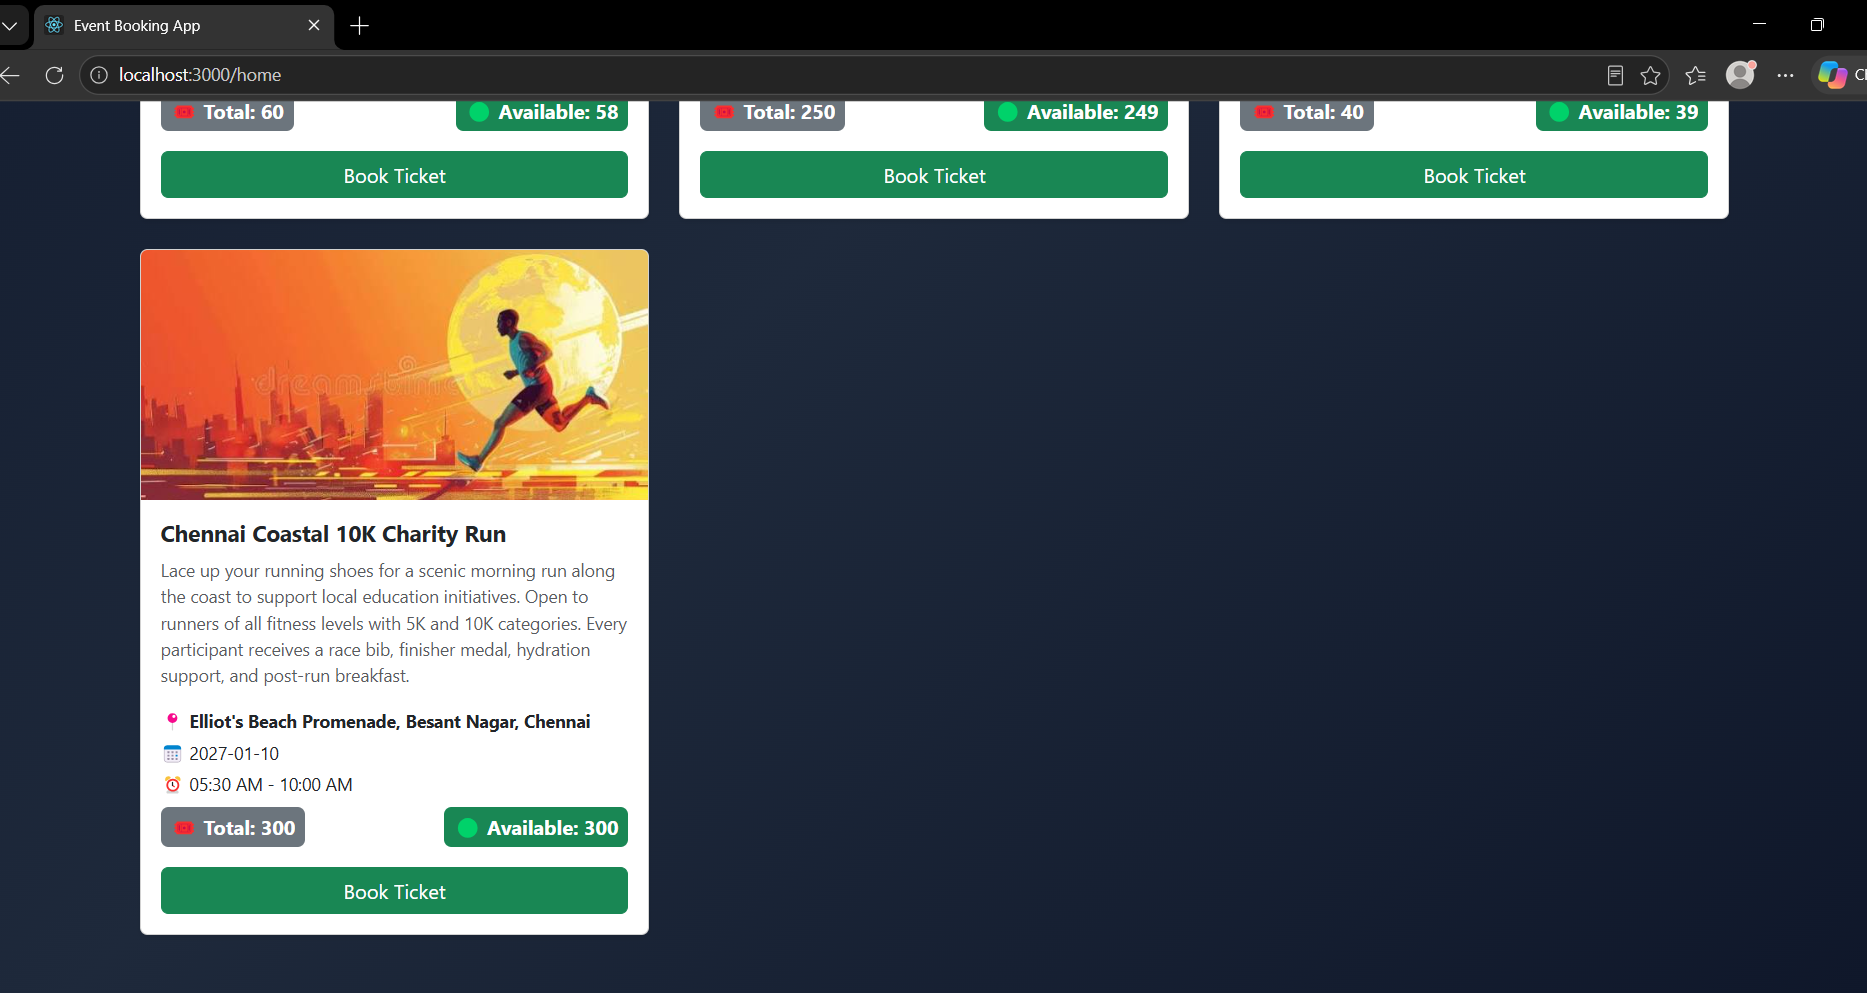 Event Booking App
localhost:3000/home
Total: 60
Available: 58
Total: 250
Available: 249
Total: 40
Available: 39
Book Ticket
Book Ticket
Book Ticket
dreamstime
Chennai Coastal 10K Charity Run
Lace up your running shoes for a scenic morning run along
the coast to support local education initiatives. Open to
runners of all fitness levels with 5K and 10K categories. Every
participant receives a race bib, finisher medal, hydration
support, and post-run breakfast.
Elliot's Beach Promenade, Besant Nagar, Chennai
2027-01-10
05:30 AM - 10:00 AM
Total: 300
Available: 300
Book Ticket